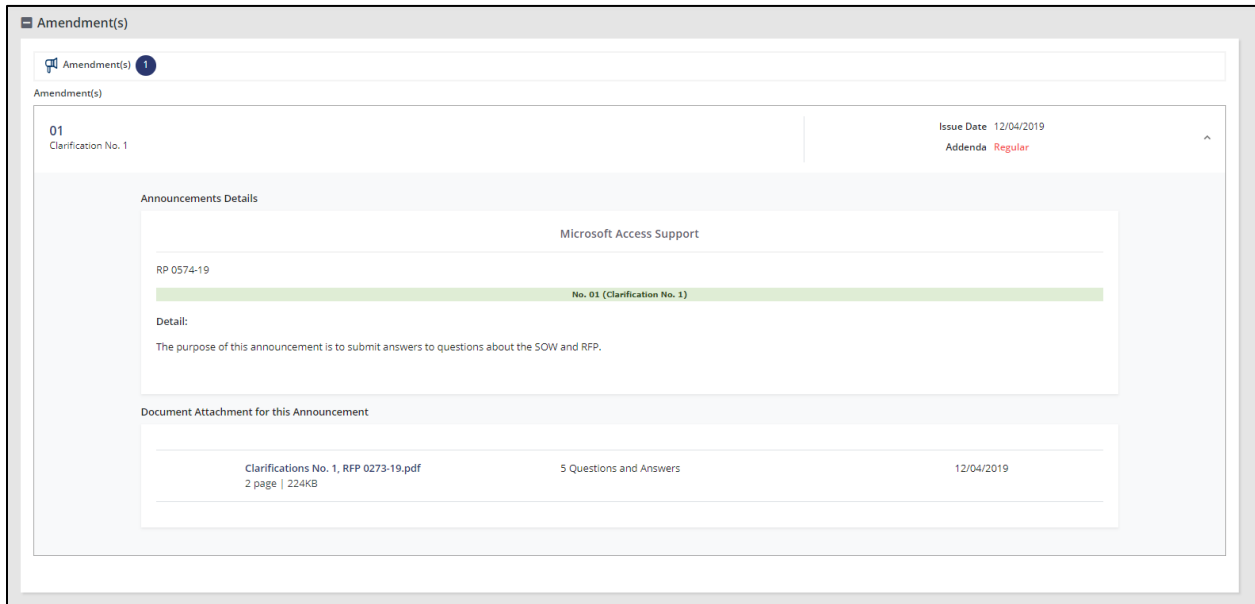 Amendment(s)
Amendment(s) 1
Amendment(s)
01
Clarification No. 1
Issue Date 12/04/2019
Addenda Regular
Announcements Details
Microsoft Access Support
RP 0574-19
No. 01 (Clarification No. 1)
Detail:
The purpose of this announcement is to submit answers to questions about the SOW and RFP.
Document Attachment for this Announcement
Clarifications No. 1, RFP 0273-19.pdf
2 page | 224KB
5 Questions and Answers
12/04/2019